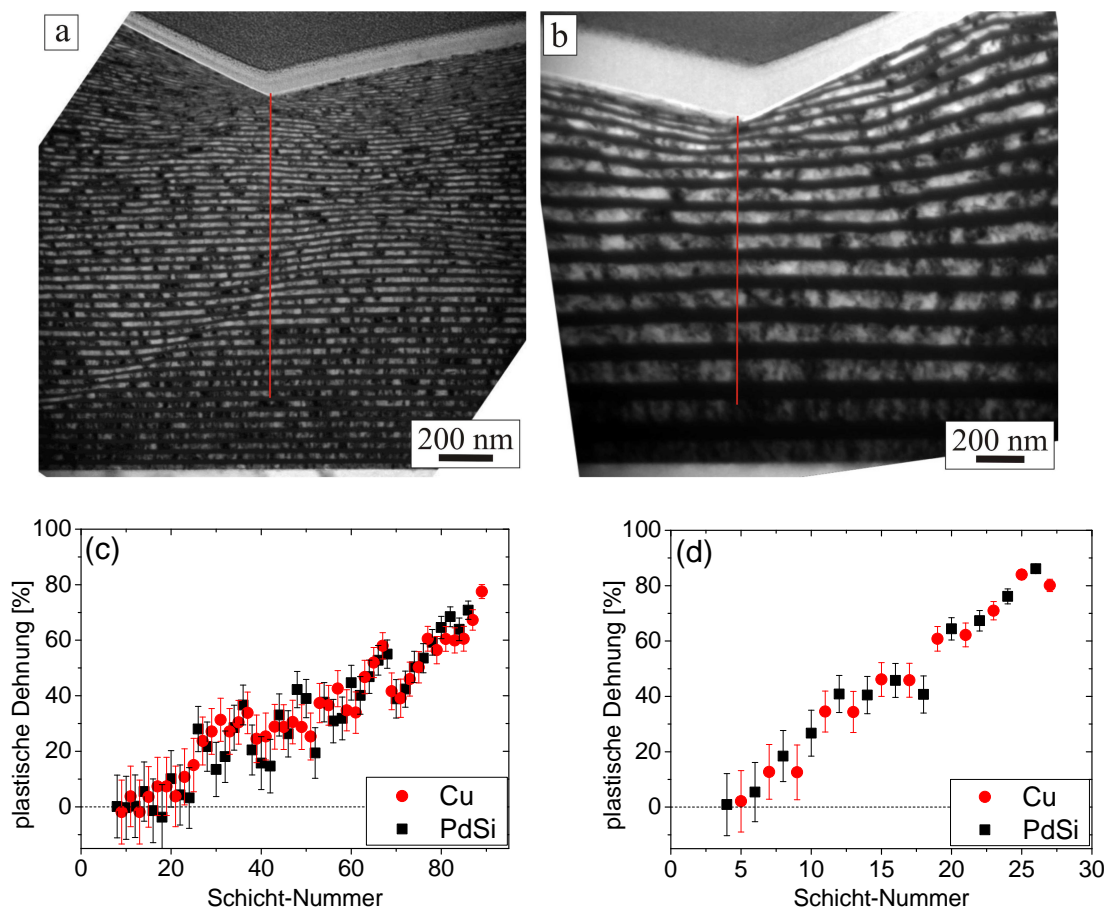 a
b
200 nm
200 nm
(c)
100
80
60
40
20
0
plastische Dehnung [%]
Cu
PdSi
0 20 40 60 80
Schicht-Nummer
(d)
100
80
60
40
20
0
plastische Dehnung [%]
Cu
PdSi
0 5 10 15 20 25 30
Schicht-Nummer